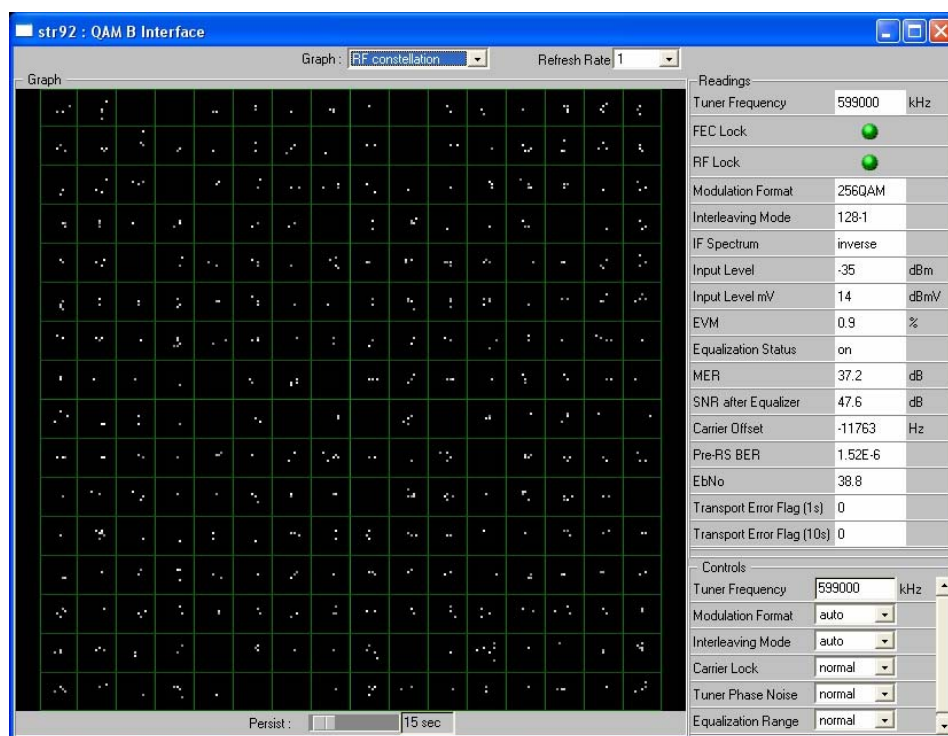 str92 : QAM B Interface
Graph : RF constellation Refresh Rate 1
Graph
Readings
Tuner Frequency 599000 kHz
FEC Lock
RF Lock
Modulation Format 256QAM
Interleaving Mode 128-1
IF Spectrum inverse
Input Level -35 dBm
Input Level mV 14 dBmV
EVM 0.9 %
Equalization Status on
MER 37.2 dB
SNR after Equalizer 47.6 dB
Carrier Offset -11763 Hz
Pre-RS BER 1.52E-6
EbNo 38.8
Transport Error Flag (1s) 0
Transport Error Flag (10s) 0
Controls
Tuner Frequency 599000 kHz
Modulation Format auto
Interleaving Mode auto
Carrier Lock normal
Tuner Phase Noise normal
Equalization Range normal
Persist : 15 sec